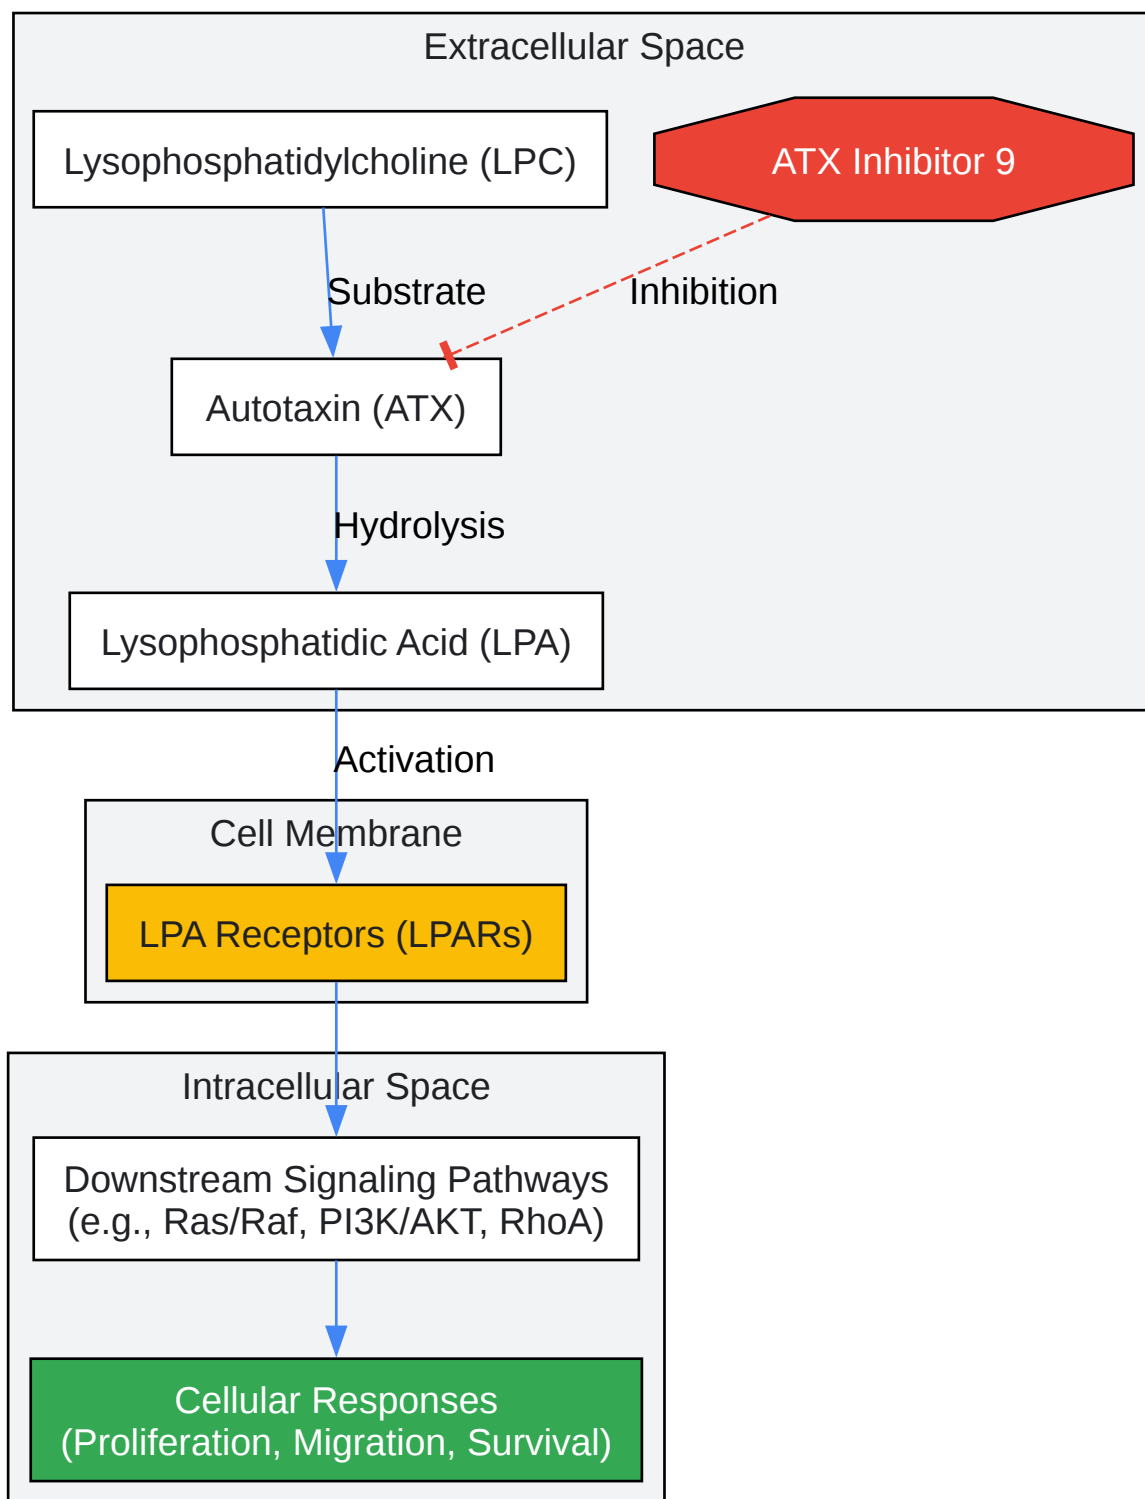 Extracellular Space
Lysophosphatidylcholine (LPC)
ATX Inhibitor 9
Substrate
Inhibition
Autotaxin (ATX)
Hydrolysis
Lysophosphatidic Acid (LPA)
Activation
Cell Membrane
LPA Receptors (LPARs)
Intracellular Space
Downstream Signaling Pathways
(e.g., Ras/Raf, PI3K/AKT, RhoA)
Cellular Responses
(Proliferation, Migration, Survival)